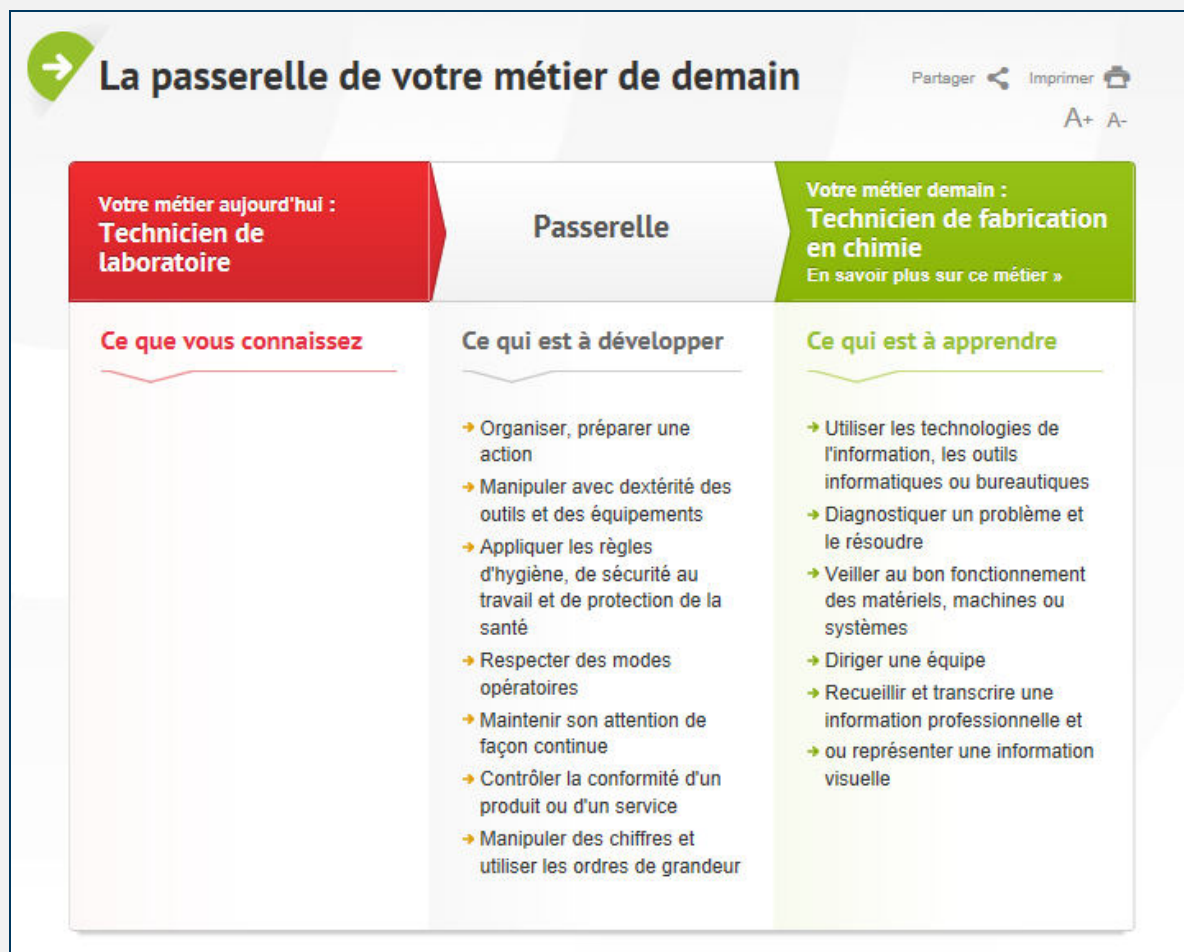 La passerelle de votre métier de demain
Partager
Imprimer
A+ A-
Votre métier aujourd'hui :
Technicien de
laboratoire
Passerelle
Votre métier demain :
Technicien de fabrication
en chimie
En savoir plus sur ce métier »
Ce que vous connaissez
Ce qui est à développer
Organiser, préparer une
action
Manipuler avec dextérité des
outils et des équipements
Appliquer les règles
d'hygiène, de sécurité au
travail et de protection de la
santé
Respecter des modes
opératoires
Maintenir son attention de
façon continue
Contrôler la conformité d'un
produit ou d'un service
Manipuler des chiffres et
utiliser les ordres de grandeur
Ce qui est à apprendre
Utiliser les technologies de
l'information, les outils
informatiques ou bureautiques
Diagnostiquer un problème et
le résoudre
Veiller au bon fonctionnement
des matériels, machines ou
systèmes
Diriger une équipe
Recueillir et transcrire une
information professionnelle et
ou représenter une information
visuelle